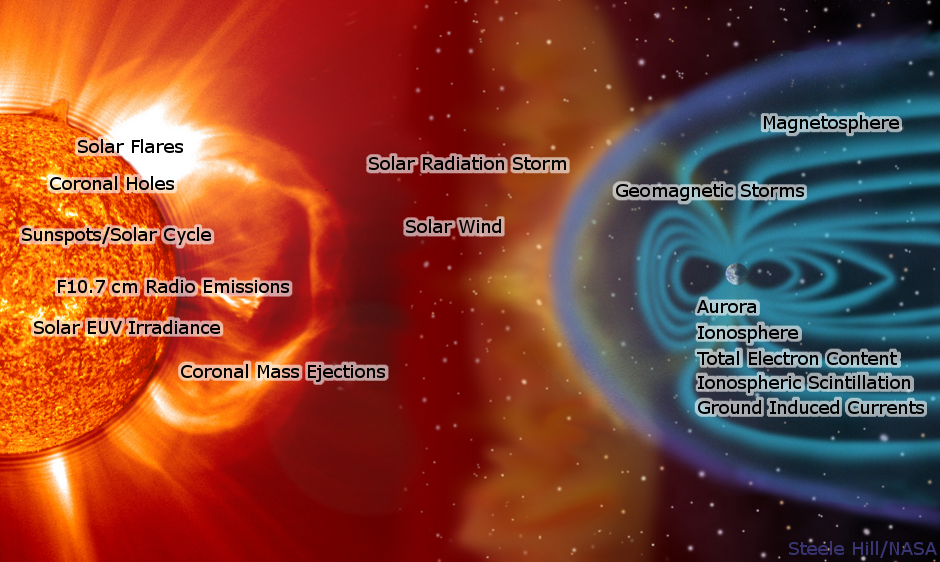 Solar Flares
Coronal Holes
Sunspots/Solar Cycle
F10.7 cm Radio Emissions
Solar EUV Irradiance
Coronal Mass Ejections
Solar Radiation Storm
Solar Wind
Magnetosphere
Geomagnetic Storms
Aurora
Ionosphere
Total Electron Content
Ionospheric Scintillation
Ground Induced Currents
Steele Hill/NASA